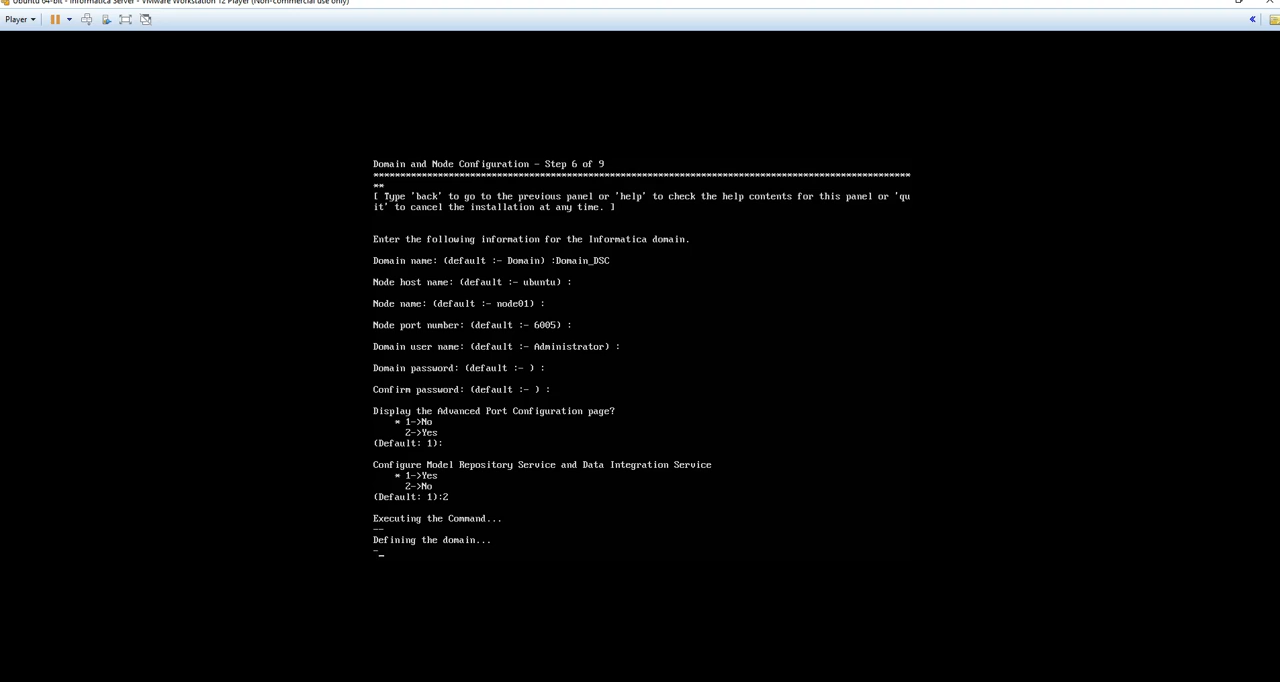 Ubuntu 64-bit - Informatica Server - VMware Workstation 12 Player (Non-commercial use only)
Player
Domain and Node Configuration - Step 6 of 9
****************************************************************************************************
**
[ Type 'back' to go to the previous panel or 'help' to check the help contents for this panel or 'qu
it' to cancel the installation at any time. ]
Enter the following information for the Informatica domain.
Domain name: (default :- Domain) :Domain_DSC
Node host name: (default :- ubuntu) :
Node name: (default :- node01) :
Node port number: (default :- 6005) :
Domain user name: (default :- Administrator) :
Domain password: (default :- ) :
Confirm password: (default :- ) :
Display the Advanced Port Configuration page?
* 1->No
2->Yes
(Default: 1):
Configure Model Repository Service and Data Integration Service
* 1->Yes
2->No
(Default: 1):2
Executing the Command...
--
Defining the domain...
-
_